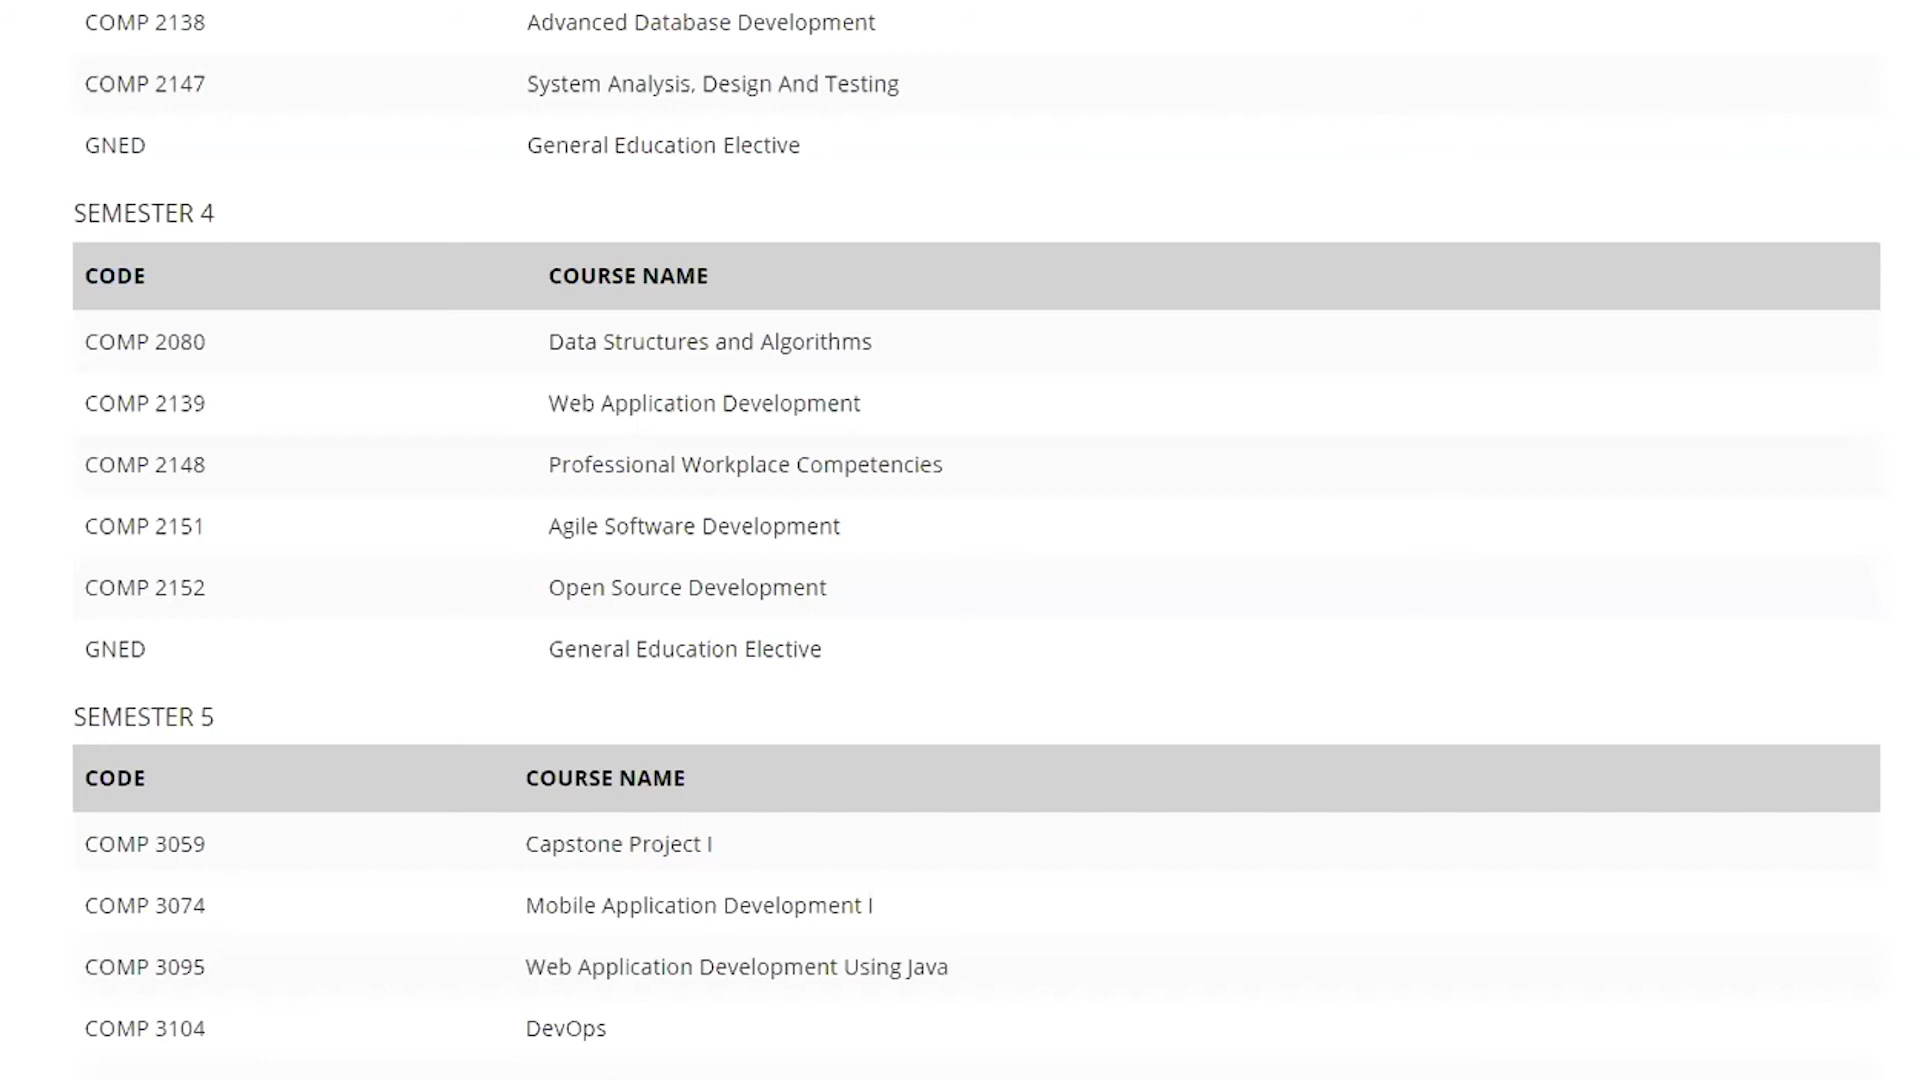 COMP 2138 Advanced Database Development
COMP 2147 System Analysis, Design And Testing
GNED General Education Elective
SEMESTER 4
CODE COURSE NAME
COMP 2080 Data Structures and Algorithms
COMP 2139 Web Application Development
COMP 2148 Professional Workplace Competencies
COMP 2151 Agile Software Development
COMP 2152 Open Source Development
GNED General Education Elective
SEMESTER 5
CODE COURSE NAME
COMP 3059 Capstone Project I
COMP 3074 Mobile Application Development I
COMP 3095 Web Application Development Using Java
COMP 3104 DevOps